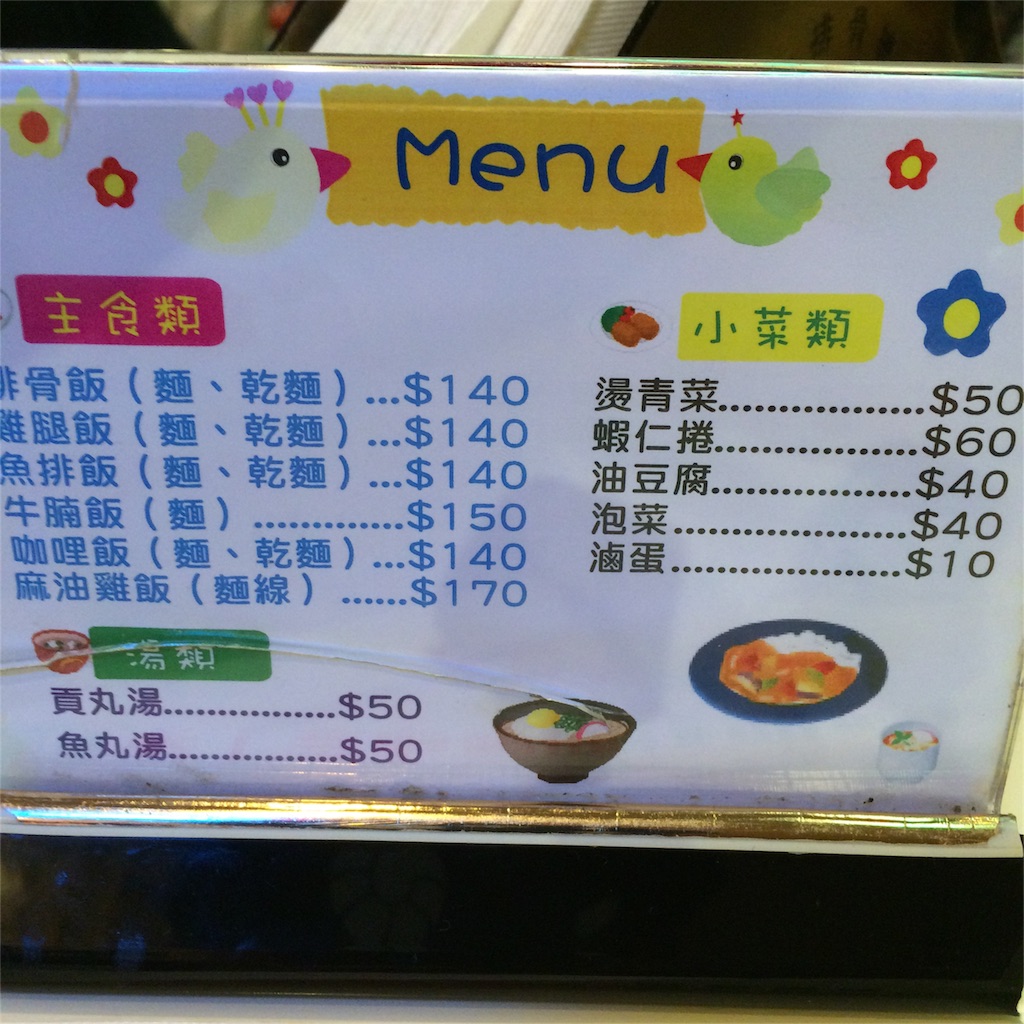 Menu
主食類
排骨飯（麵、乾麵）...$140
雞腿飯（麵、乾麵）...$140
魚排飯（麵、乾麵）...$140
牛腩飯（麵）..............$150
咖哩飯（麵、乾麵）...$140
麻油雞飯（麵線）......$170
湯類
貢丸湯................$50
魚丸湯................$50
小菜類
燙青菜...................$50
蝦仁捲...................$60
油豆腐...................$40
泡菜......................$40
滷蛋......................$10